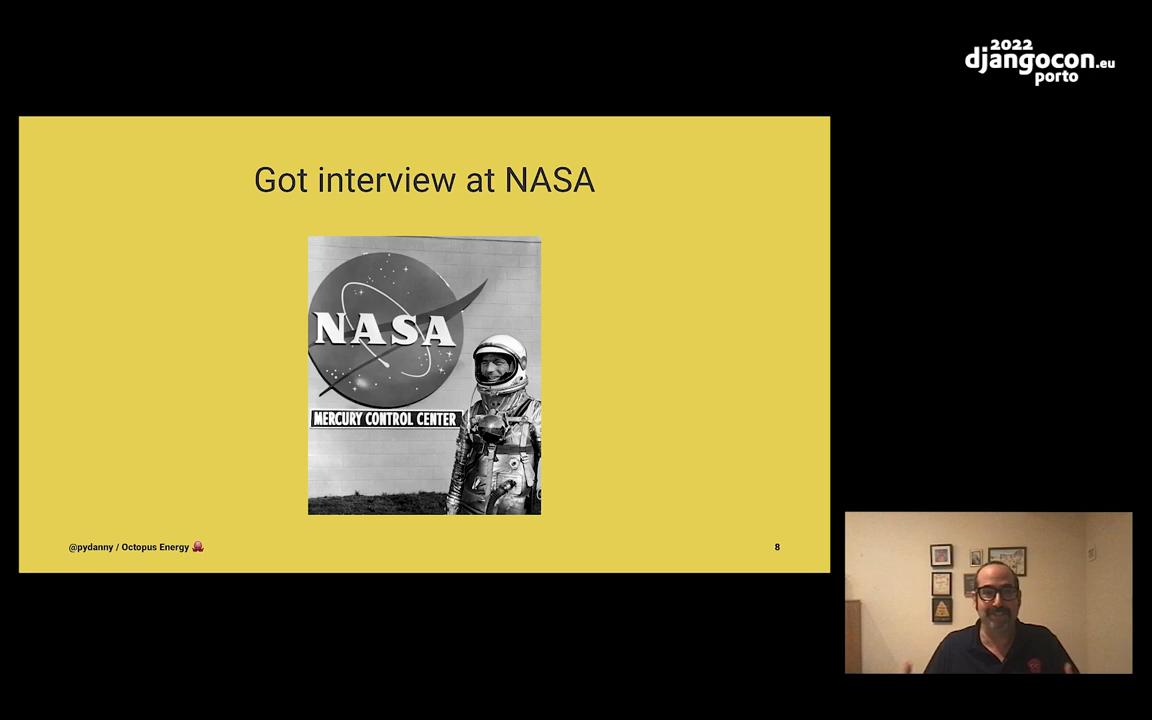 2022
djangocon.eu
porto
Got interview at NASA
NASA
MERCURY CONTROL CENTER
@pydanny / Octopus Energy 🐙
8